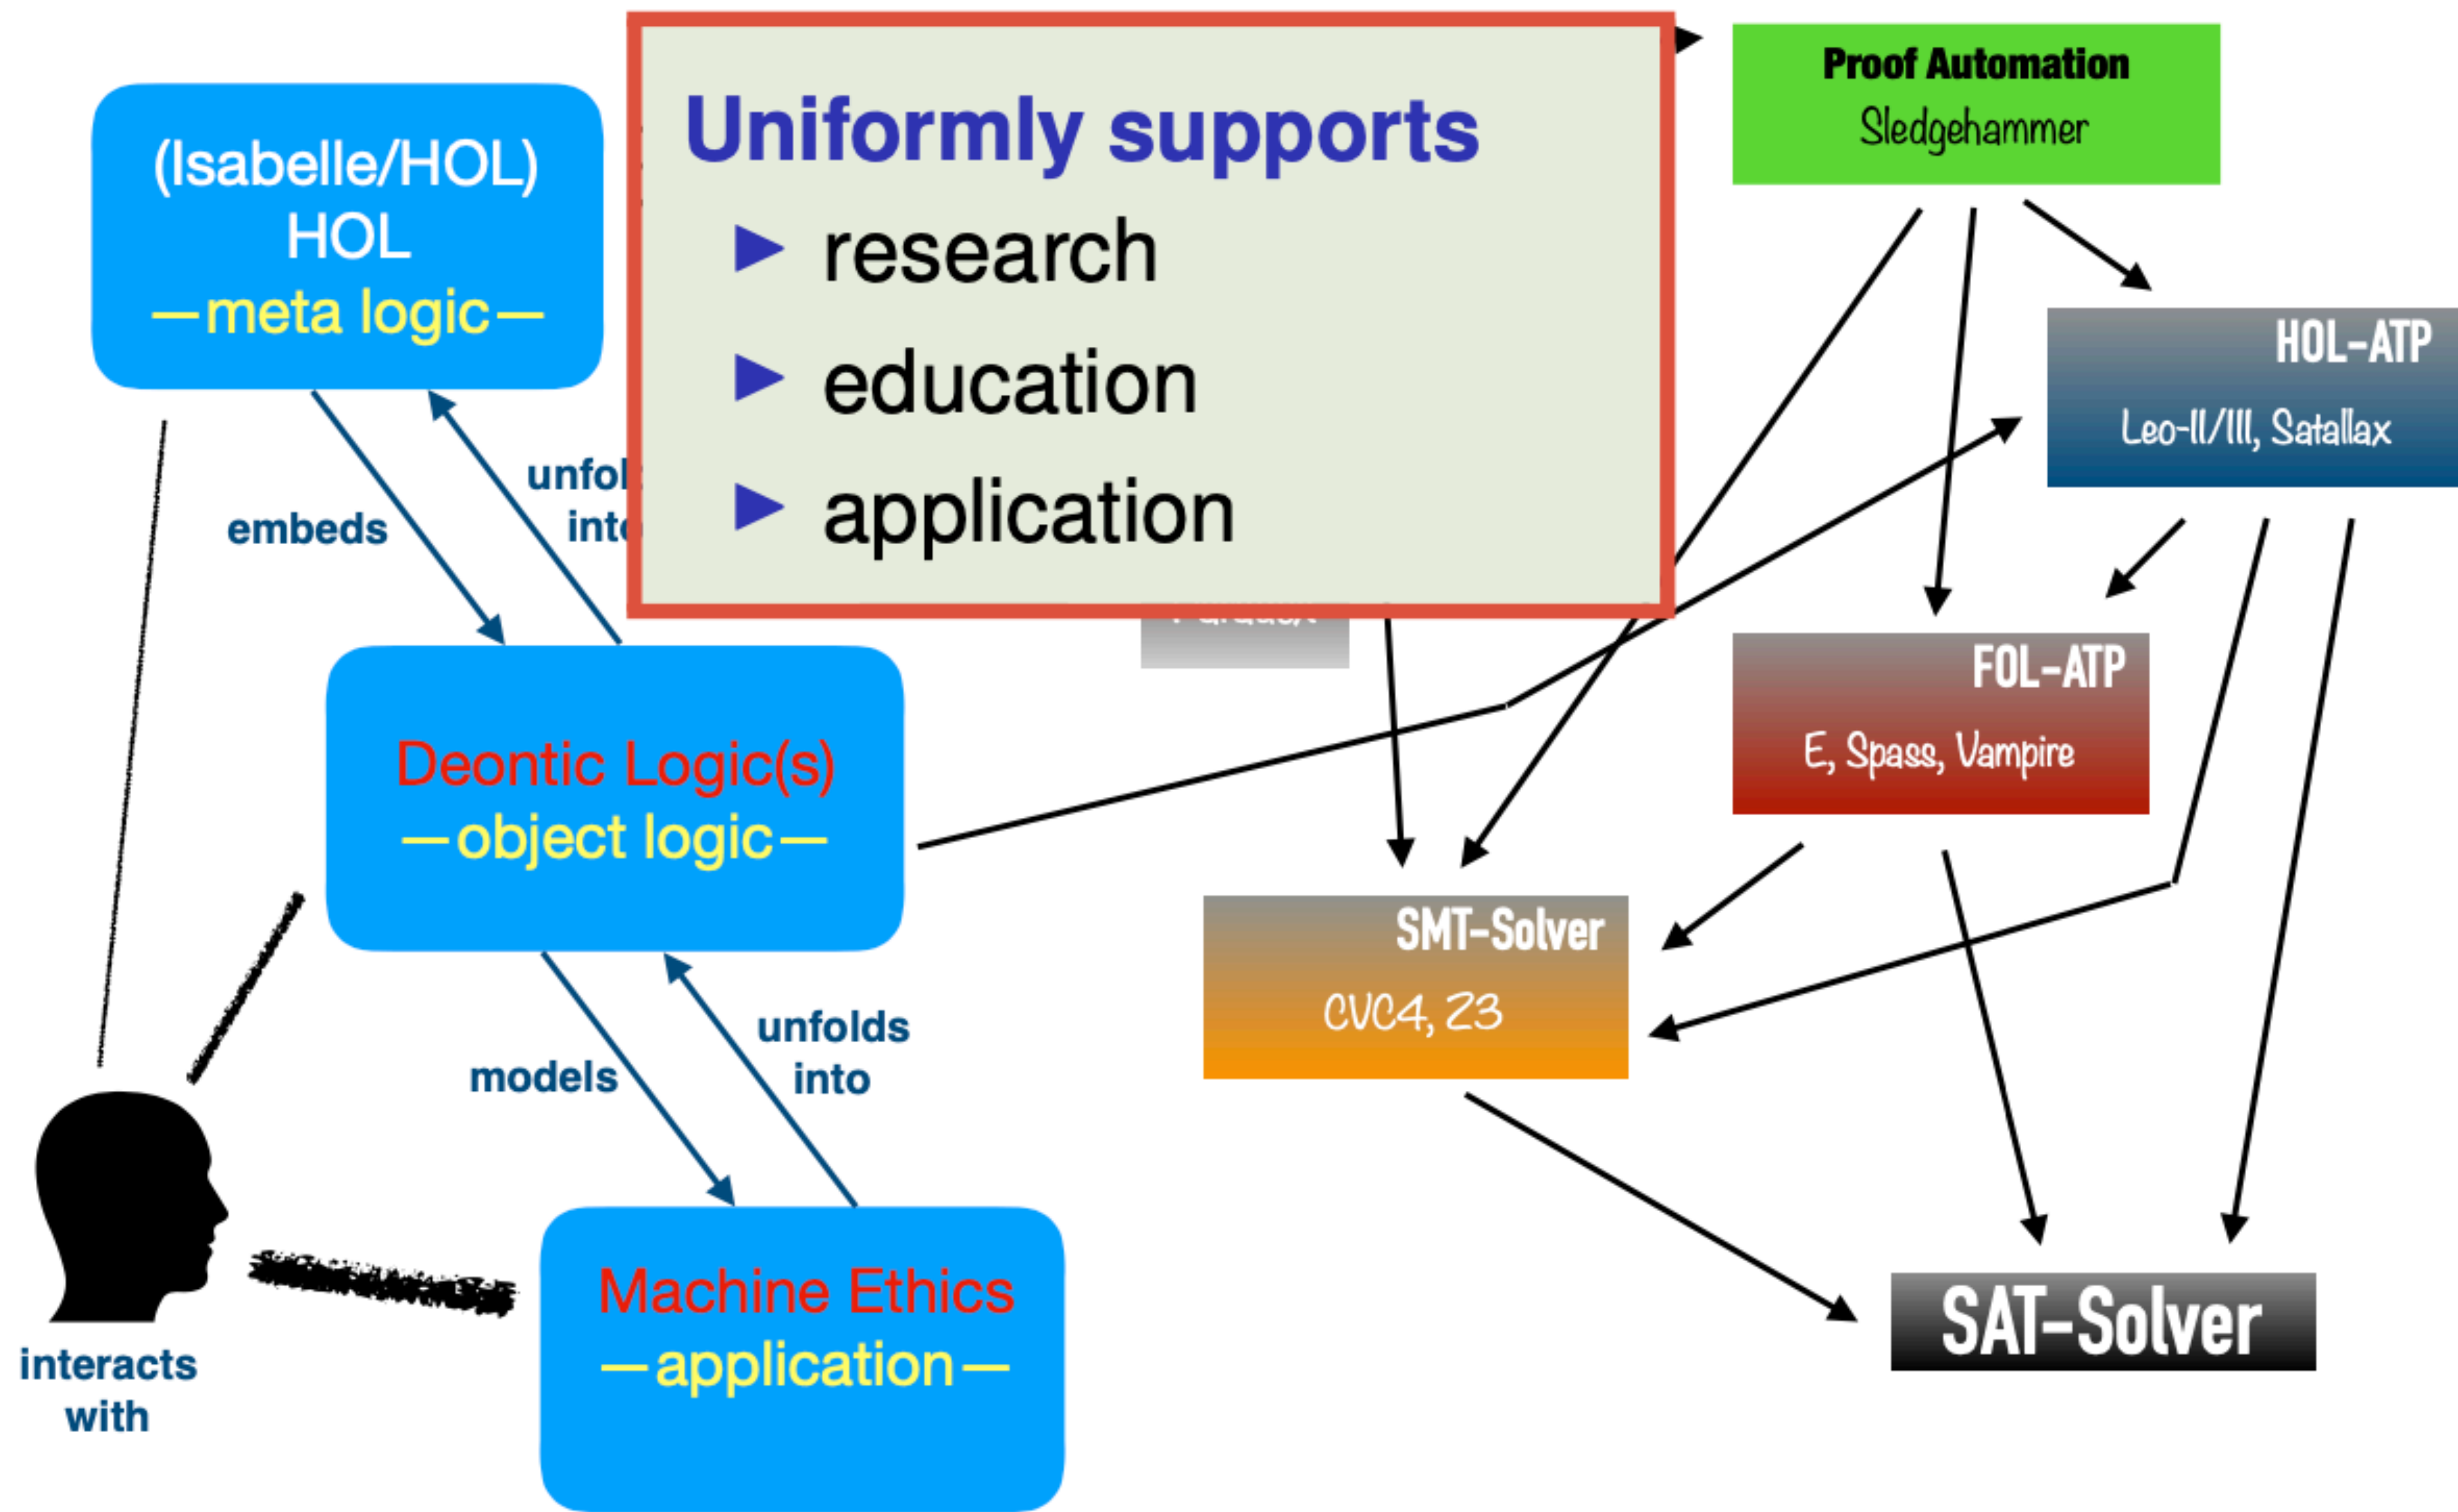 (Isabelle/HOL)
HOL
—meta logic—
Uniformly supports
► research
► education
► application
Proof Automation
Sledgehammer
HOL-ATP
Leo-II/III, Satallax
embeds
Deontic Logic(s)
—object logic—
FOL-ATP
E, Spass, Vampire
SMT-Solver
CVC4, Z3
models
unfolds
into
Machine Ethics
—application—
SAT-Solver
interacts
with